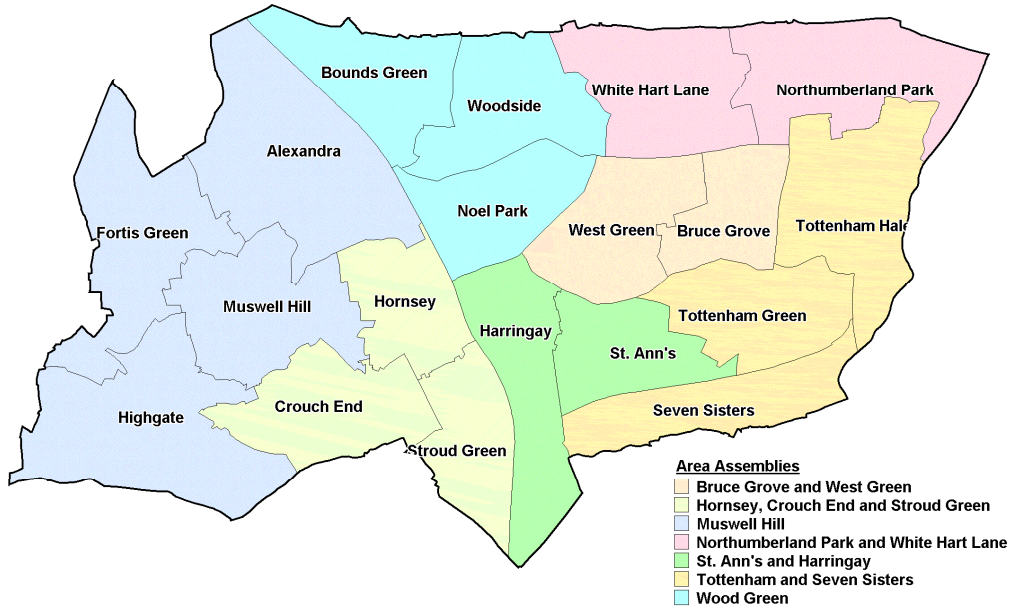 Bounds Green
Woodside
White Hart Lane
Northumberland Park
Alexandra
Noel Park
Fortis Green
West Green
Bruce Grove
Tottenham Hale
Muswell Hill
Hornsey
Harringay
Tottenham Green
St. Ann's
Highgate
Crouch End
Seven Sisters
Stroud Green
Area Assemblies
Bruce Grove and West Green
Hornsey, Crouch End and Stroud Green
Muswell Hill
Northumberland Park and White Hart Lane
St. Ann's and Harringay
Tottenham and Seven Sisters
Wood Green